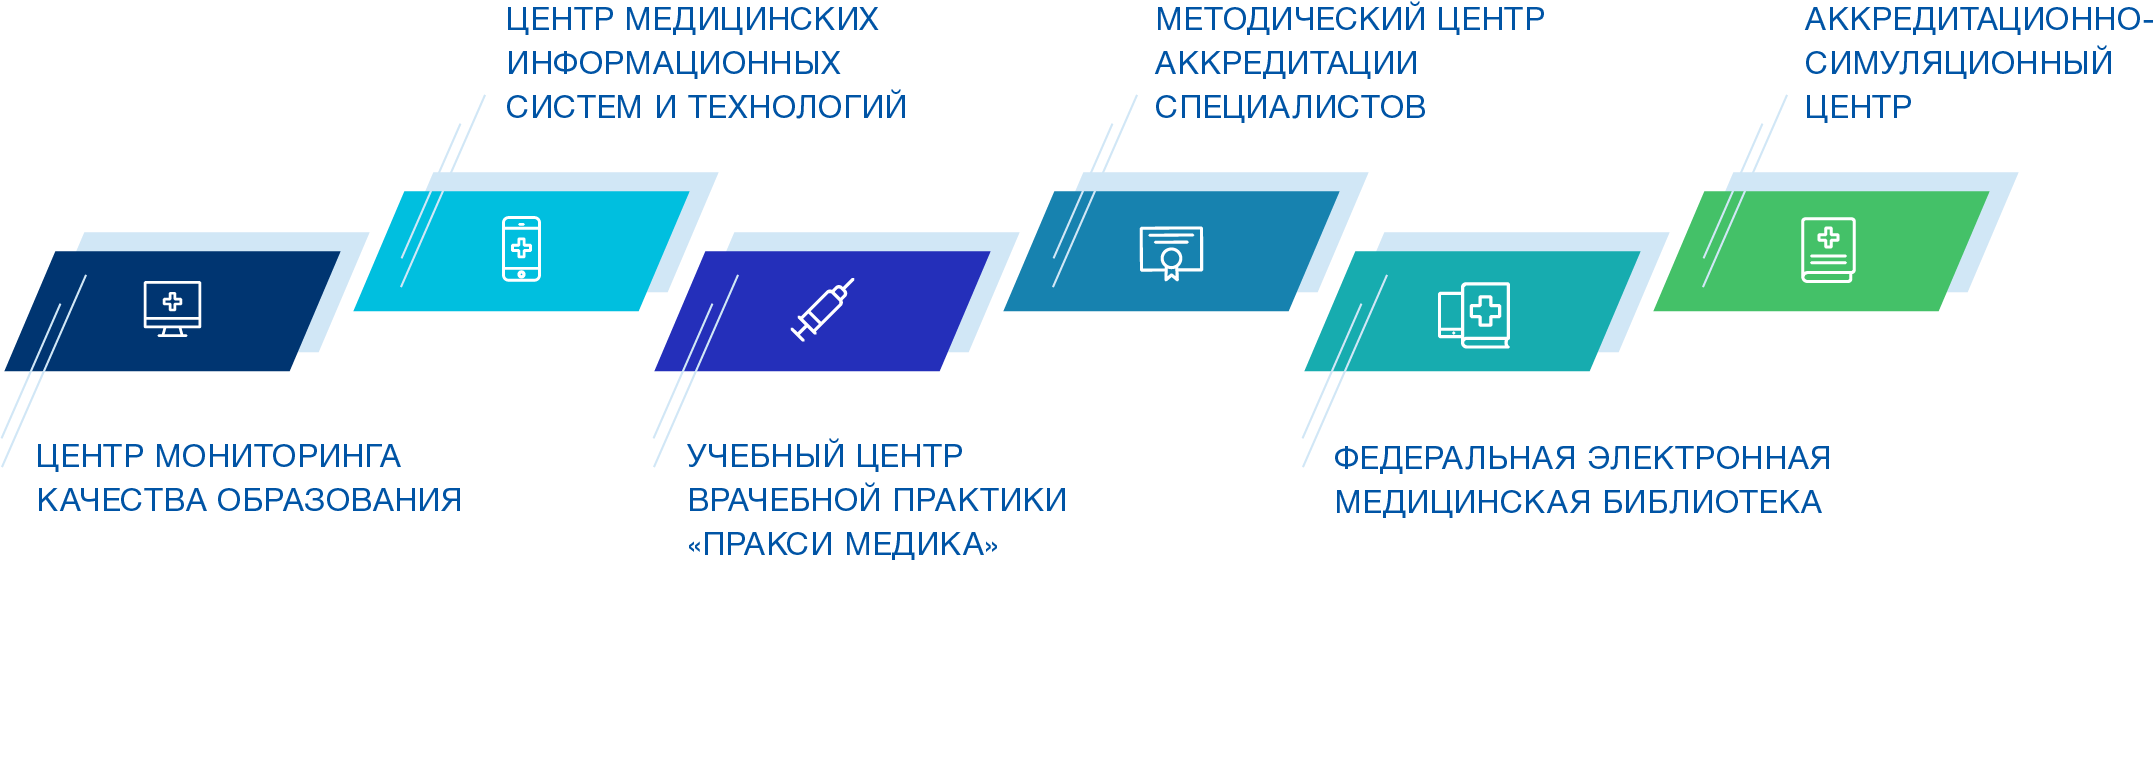 ЦЕНТР МЕДИЦИНСКИХ
ИНФОРМАЦИОННЫХ
СИСТЕМ И ТЕХНОЛОГИЙ
МЕТОДИЧЕСКИЙ ЦЕНТР
АККРЕДИТАЦИИ
СПЕЦИАЛИСТОВ
АККРЕДИТАЦИОННО-
СИМУЛЯЦИОННЫЙ
ЦЕНТР
ЦЕНТР МОНИТОРИНГА
КАЧЕСТВА ОБРАЗОВАНИЯ
УЧЕБНЫЙ ЦЕНТР
ВРАЧЕБНОЙ ПРАКТИКИ
«ПРАКСИ МЕДИКА»
ФЕДЕРАЛЬНАЯ ЭЛЕКТРОННАЯ
МЕДИЦИНСКАЯ БИБЛИОТЕКА